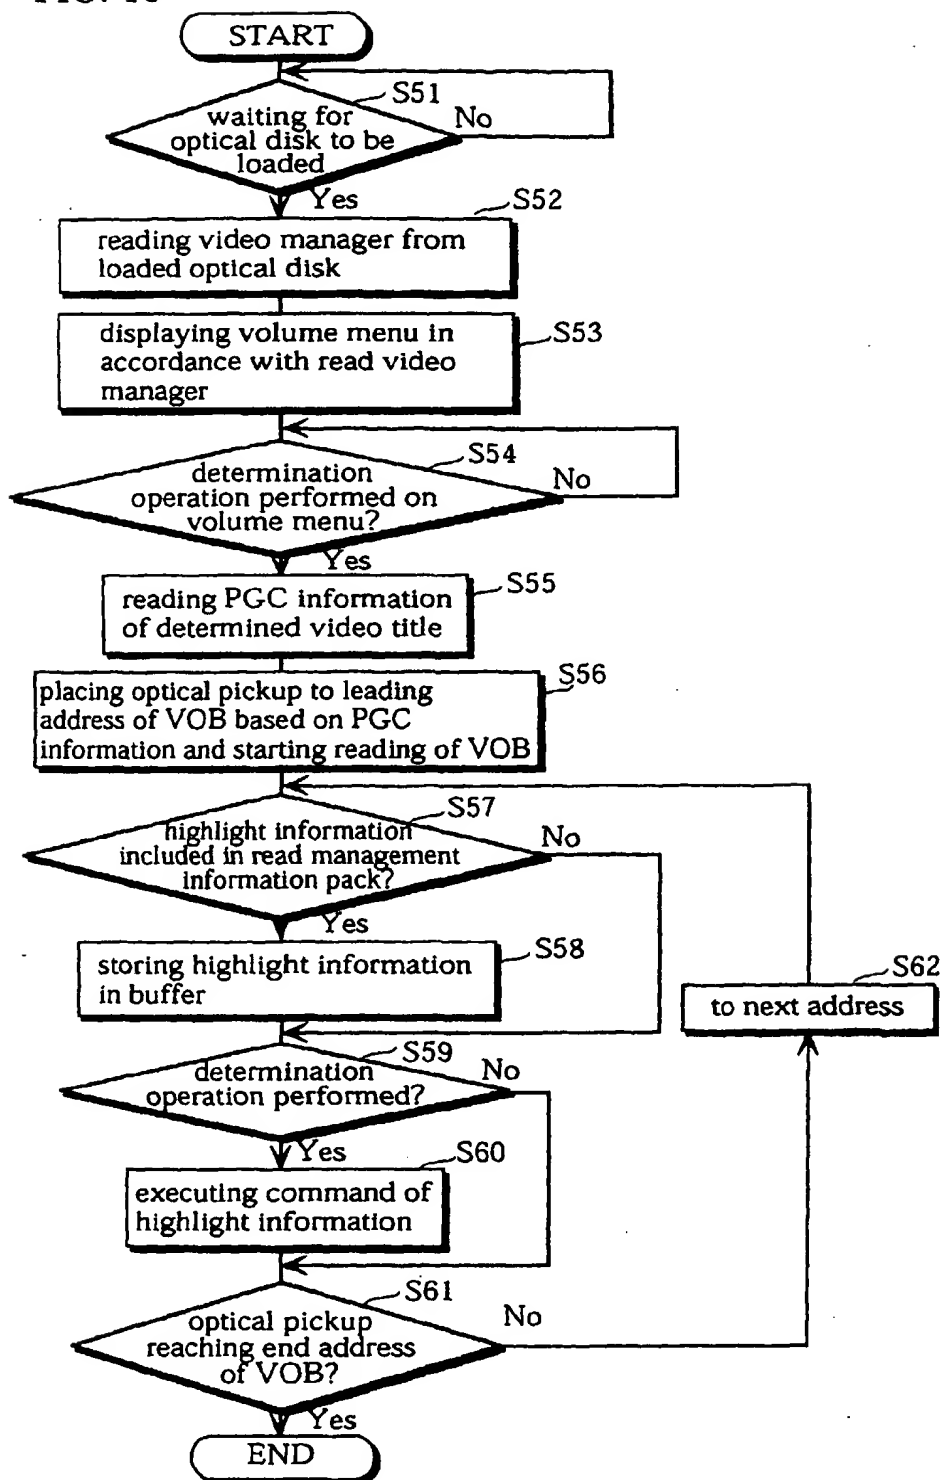 START
S51
waiting for
optical disk to be
loaded
No
Yes
S52
reading video manager from
loaded optical disk
S53
displaying volume menu in
accordance with read video
manager
S54
determination
operation performed on
volume menu?
No
Yes
S55
reading PGC information
of determined video title
S56
placing optical pickup to leading
address of VOB based on PGC
information and starting reading of VOB
S57
highlight information
included in read management
information pack?
No
Yes
S58
storing highlight information
in buffer
S62
to next address
S59
determination
operation performed?
No
Yes
S60
executing command of
highlight information
S61
optical pickup
reaching end address
of VOB?
No
Yes
END